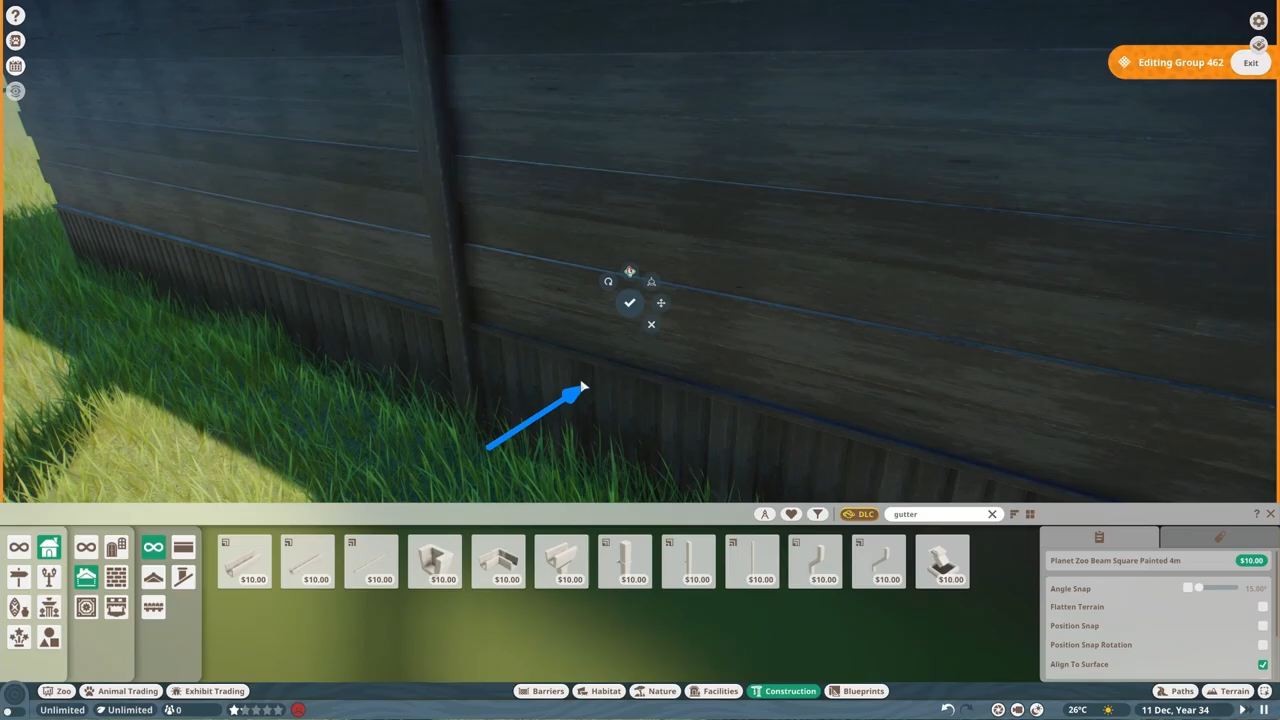 Editing Group 462
Exit
DLC
gutter
$10.00 $10.00 $10.00 $10.00 $10.00 $10.00 $10.00 $10.00 $10.00 $10.00 $10.00 $10.00
Planet Zoo Beam Square Painted 4m $10.00
Angle Snap 15.00°
Flatten Terrain
Position Snap
Position Snap Rotation
Align To Surface
Zoo Animal Trading Exhibit Trading Barriers Habitat Nature Facilities Construction Blueprints Paths Terrain
Unlimited Unlimited 0 26°C 11 Dec, Year 34